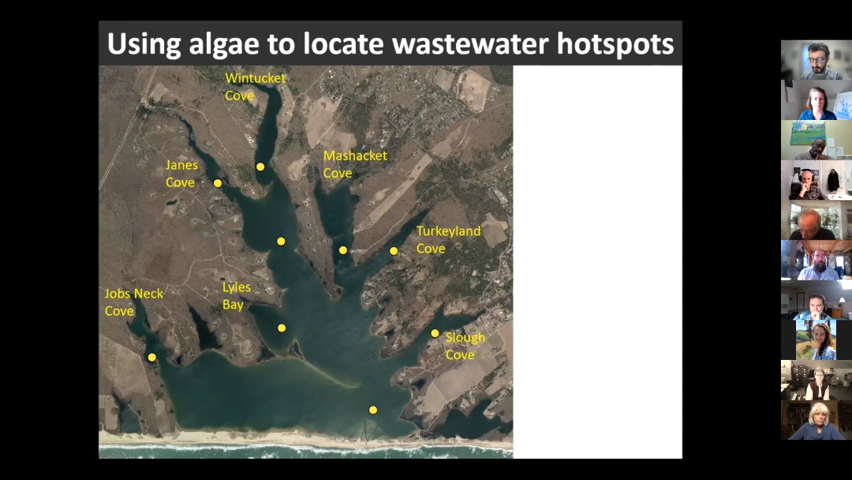 Using algae to locate wastewater hotspots
Wintucket
Cove
Janes
Cove
Mashacket
Cove
Turkeyland
Cove
Jobs Neck
Cove
Lyles
Bay
Slough
Cove